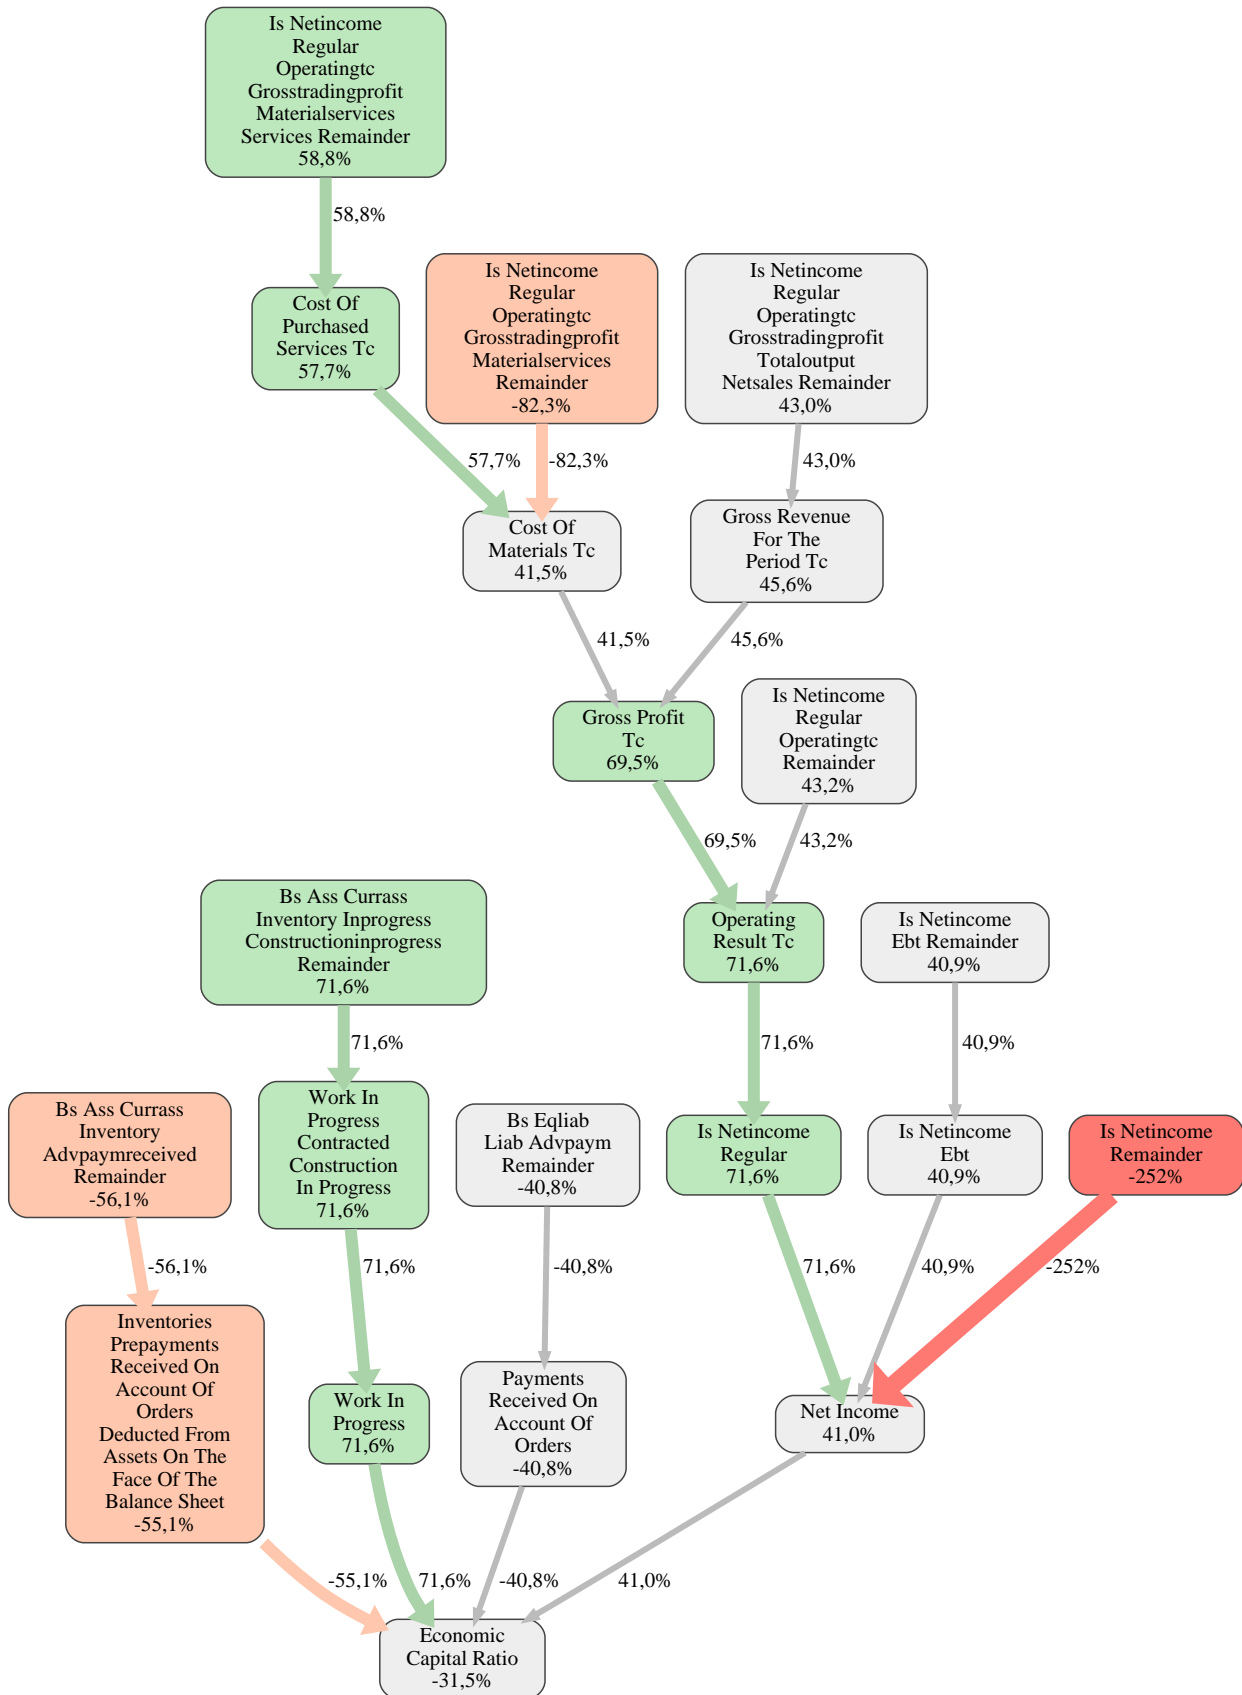 Is Netincome
Regular
Operatingtc
Grosstradingprofit
Materialservices
Services Remainder
58,8%
58,8%
Cost Of
Purchased
Services Tc
57,7%
Is Netincome
Regular
Operatingtc
Grosstradingprofit
Materialservices
Remainder
-82,3%
Is Netincome
Regular
Operatingtc
Grosstradingprofit
Totaloutput
Netsales Remainder
43,0%
57,7%
-82,3%
43,0%
Cost Of
Materials Tc
41,5%
Gross Revenue
For The
Period Tc
45,6%
41,5%
45,6%
Gross Profit
Tc
69,5%
Is Netincome
Regular
Operatingtc
Remainder
43,2%
69,5%
43,2%
Bs Ass Currass
Inventory Inprogress
Constructioninprogress
Remainder
71,6%
Operating
Result Tc
71,6%
Is Netincome
Ebt Remainder
40,9%
71,6%
71,6%
40,9%
Bs Ass Currass
Inventory
Advpaymreceived
Remainder
-56,1%
Work In
Progress
Contracted
Construction
In Progress
71,6%
Bs Eqliab
Liab Advpaym
Remainder
-40,8%
Is Netincome
Regular
71,6%
Is Netincome
Ebt
40,9%
Is Netincome
Remainder
-252%
-56,1%
71,6%
-40,8%
71,6%
40,9%
-252%
Inventories
Prepayments
Received On
Account Of
Orders
Deducted From
Assets On The
Face Of The
Balance Sheet
-55,1%
Work In
Progress
71,6%
Payments
Received On
Account Of
Orders
-40,8%
Net Income
41,0%
-55,1%
71,6%
-40,8%
41,0%
Economic
Capital Ratio
-31,5%